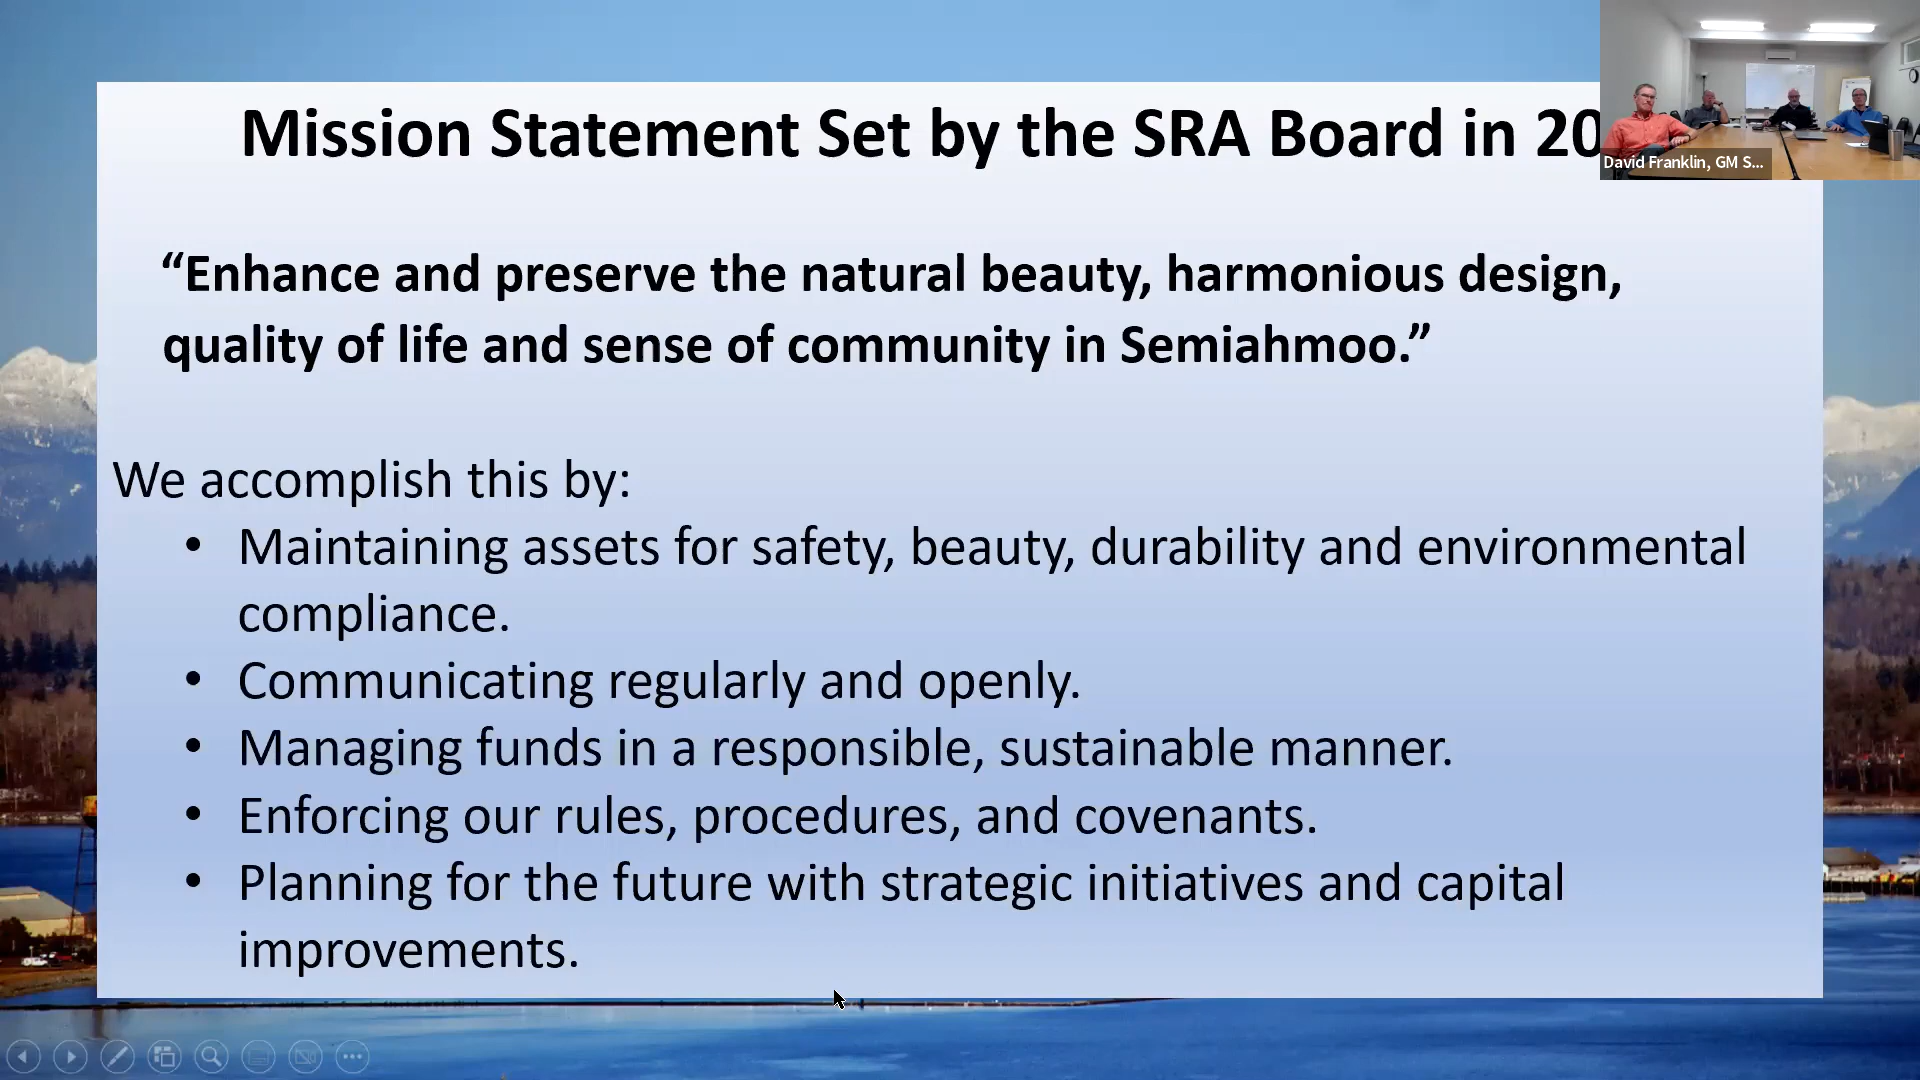 Mission Statement Set by the SRA Board in 20
David Franklin, GM S...
“Enhance and preserve the natural beauty, harmonious design,
quality of life and sense of community in Semiahmoo.”
We accomplish this by:
• Maintaining assets for safety, beauty, durability and environmental
compliance.
• Communicating regularly and openly.
• Managing funds in a responsible, sustainable manner.
• Enforcing our rules, procedures, and covenants.
• Planning for the future with strategic initiatives and capital
improvements.